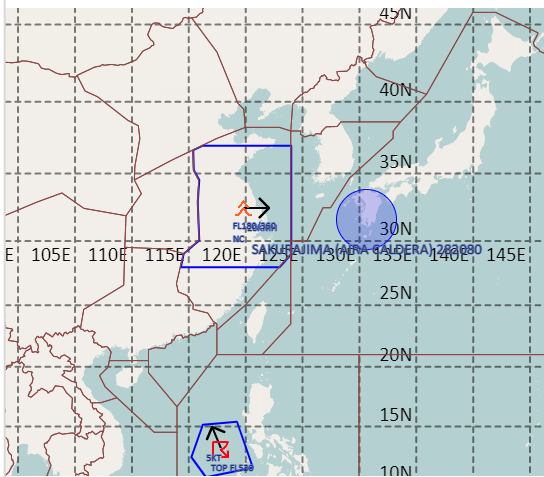 45N
40N
35N
FL180/360
NC
30N
SAKURAJIMA (AIRA CALDERA) 282080
E 105E 110E 115E 120E 125E 130E 135E 140E 145E
25N
20N
15N
5KT
TOP FL530
10N